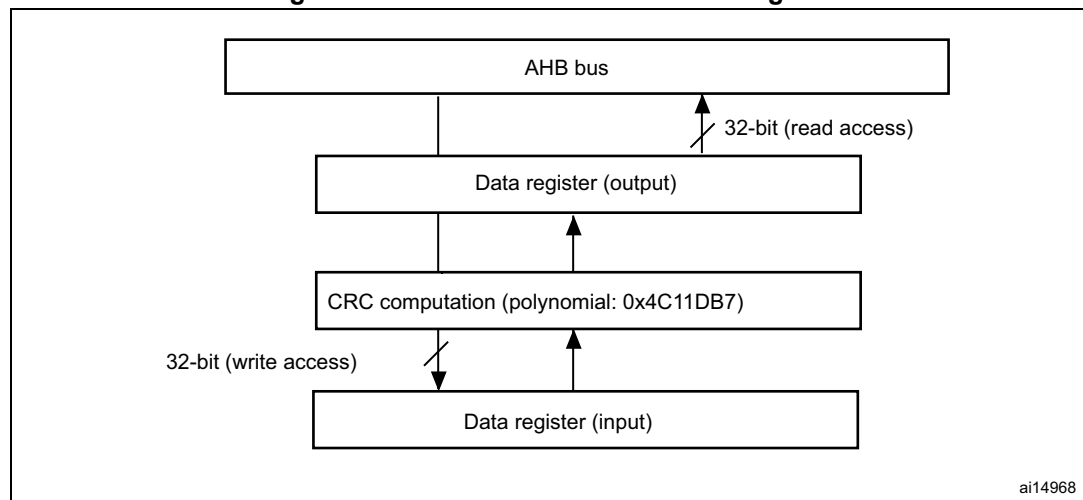 AHB bus
32-bit (read access)
Data register (output)
CRC computation (polynomial: 0x4C11DB7)
32-bit (write access)
Data register (input)
ai14968